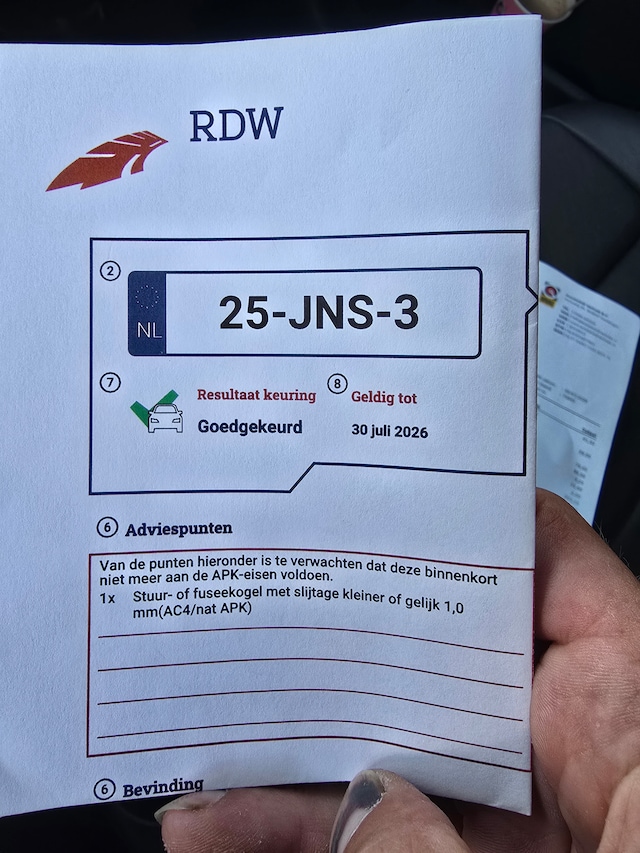 RDW
2
NL
25-JNS-3
7
Resultaat keuring
Goedgekeurd
8
Geldig tot
30 juli 2026
6 Adviespunten
Van de punten hieronder is te verwachten dat deze binnenkort
niet meer aan de APK-eisen voldoen.
1x Stuur- of fuseekogel met slijtage kleiner of gelijk 1,0
mm(AC4/nat APK)
6 Bevinding